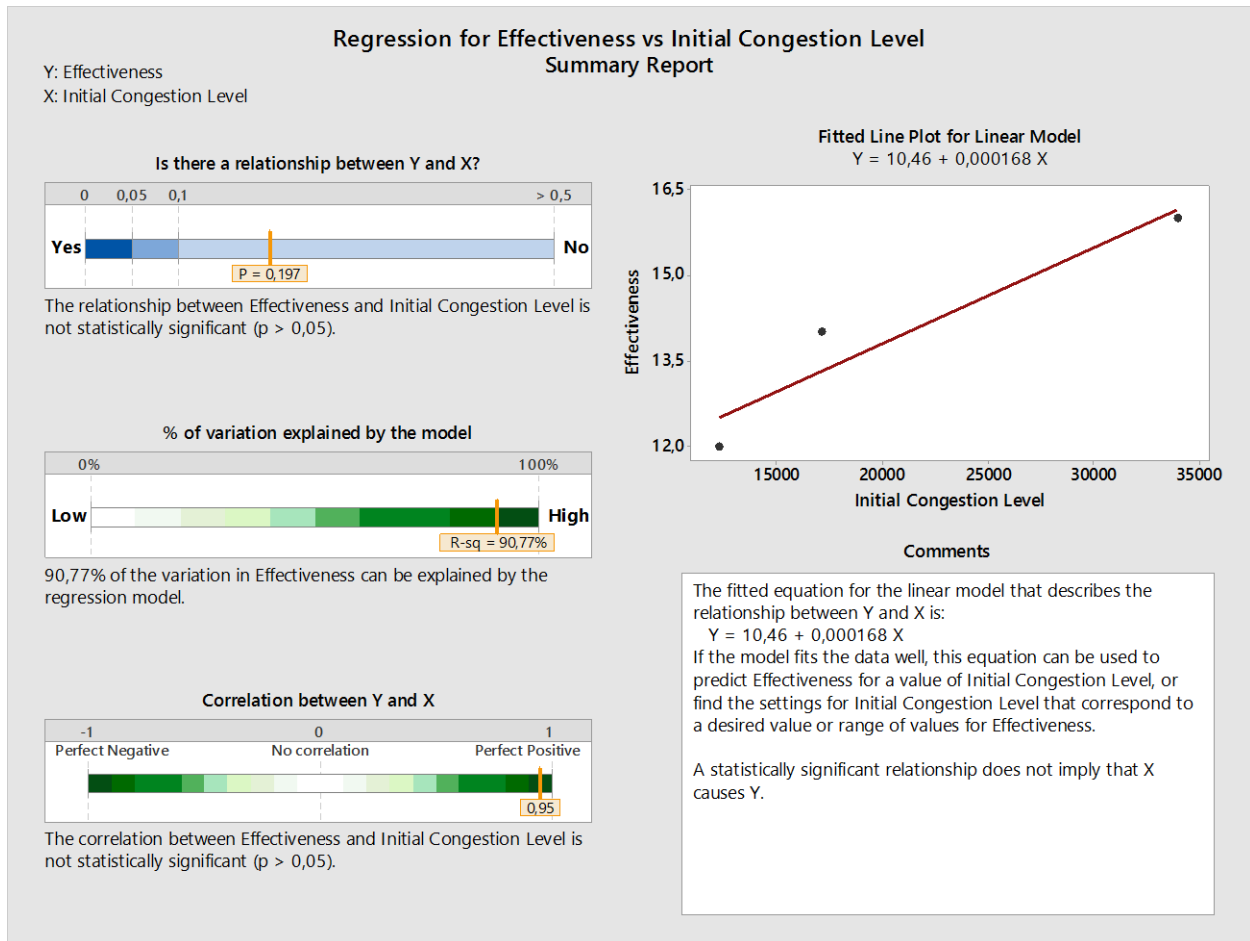 Regression for Effectiveness vs Initial Congestion Level
Summary Report
Y: Effectiveness
X: Initial Congestion Level
Is there a relationship between Y and X?
0 0,05 0,1 > 0,5
Yes No
P = 0,197
The relationship between Effectiveness and Initial Congestion Level is
not statistically significant (p > 0,05).
% of variation explained by the model
0% 100%
Low High
R-sq = 90,77%
90,77% of the variation in Effectiveness can be explained by the
regression model.
Correlation between Y and X
-1 0 1
Perfect Negative No correlation Perfect Positive
0,95
The correlation between Effectiveness and Initial Congestion Level is
not statistically significant (p > 0,05).
Fitted Line Plot for Linear Model
Y = 10,46 + 0,000168 X
16,5
15,0
13,5
12,0
Effectiveness
15000 20000 25000 30000 35000
Initial Congestion Level
Comments
The fitted equation for the linear model that describes the
relationship between Y and X is:
Y = 10,46 + 0,000168 X
If the model fits the data well, this equation can be used to
predict Effectiveness for a value of Initial Congestion Level, or
find the settings for Initial Congestion Level that correspond to
a desired value or range of values for Effectiveness.
A statistically significant relationship does not imply that X
causes Y.